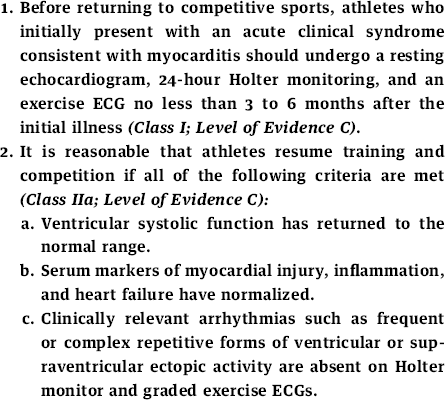 1. Before returning to competitive sports, athletes who
initially present with an acute clinical syndrome
consistent with myocarditis should undergo a resting
echocardiogram, 24-hour Holter monitoring, and an
exercise ECG no less than 3 to 6 months after the
initial illness (Class I; Level of Evidence C).
2. It is reasonable that athletes resume training and
competition if all of the following criteria are met
(Class IIa; Level of Evidence C):
a. Ventricular systolic function has returned to the
normal range.
b. Serum markers of myocardial injury, inflammation,
and heart failure have normalized.
c. Clinically relevant arrhythmias such as frequent
or complex repetitive forms of ventricular or sup-
raventricular ectopic activity are absent on Holter
monitor and graded exercise ECGs.